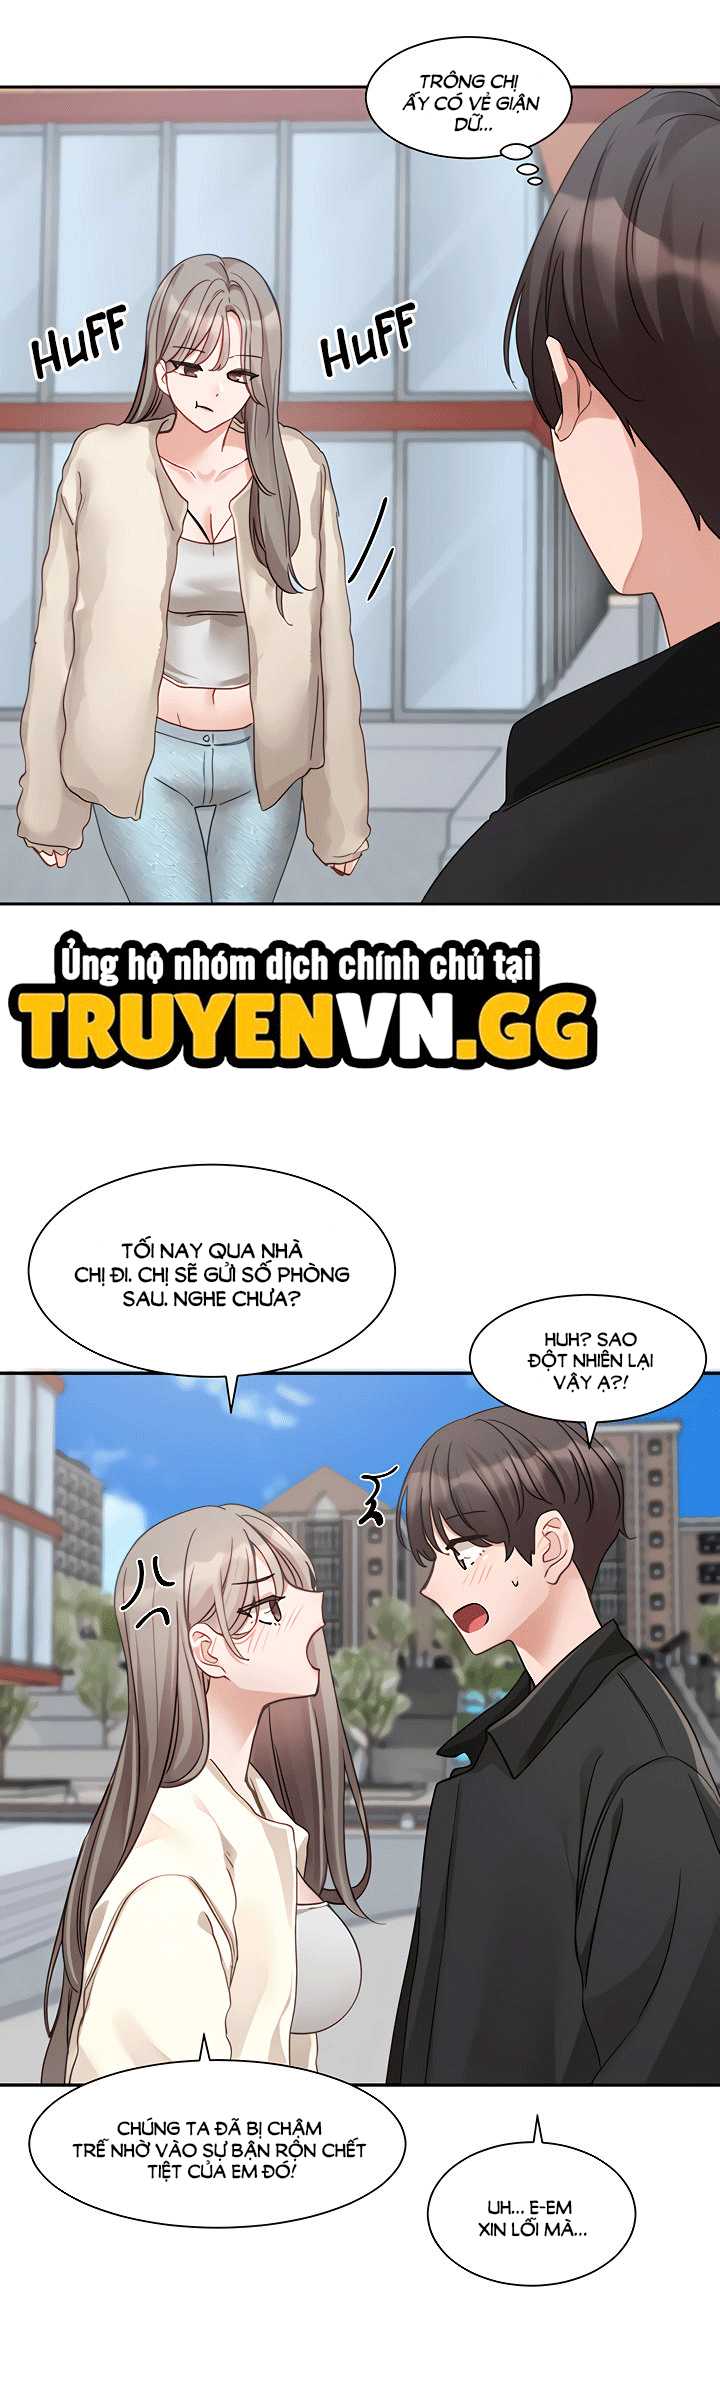 TRÔNG CHỊ
ẤY CÓ VẺ GIẬN
DỮ...
HUFF
HUFF
Ủng hộ nhóm dịch chính chủ tại
TRUYENVN.GG
TỐI NAY QUA NHÀ
CHỊ ĐI. CHỊ SẼ GỬI SỐ PHÒNG
SAU. NGHE CHƯA?
HUH? SAO
ĐỘT NHIÊN LẠI
VẬY Ạ?!
CHÚNG TA ĐÃ BỊ CHẬM
TRỄ NHỜ VÀO SỰ BẬN RỘN CHẾT
TIỆT CỦA EM ĐÓ!
UH... E-EM
XIN LỖI MÀ...